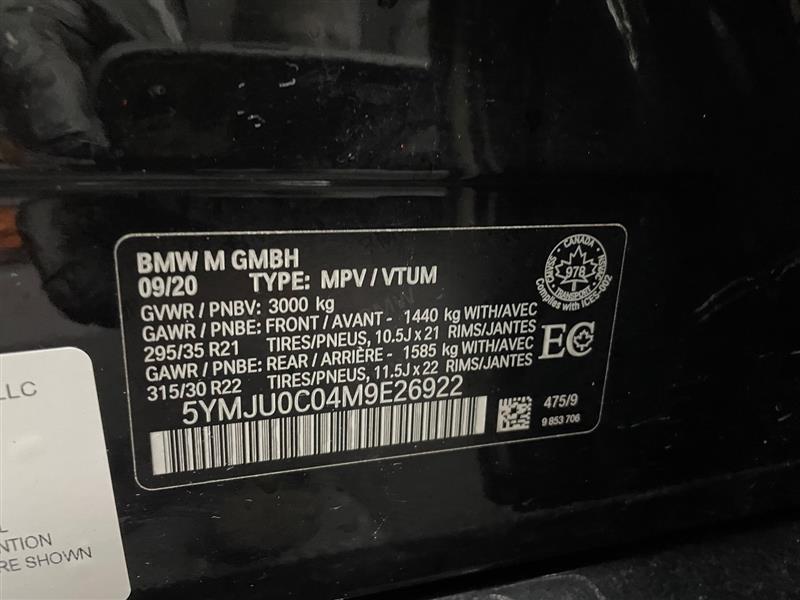 BMW M GMBH
09/20 TYPE: MPV / VTUM
GVWR / PNBV: 3000 kg
GAWR / PNBE: FRONT / AVANT - 1440 kg WITH/AVEC
295/35 R21 TIRES/PNEUS, 10.5J x 21 RIMS/JANTES
GAWR / PNBE: REAR / ARRIÈRE - 1585 kg WITH/AVEC
315/30 R22 TIRES/PNEUS, 11.5J x 22 RIMS/JANTES
5YMJU0C04M9E26922
CANADA
978
TRANSPORT
Complies with ICES-002
EC
475/9
9 853 706
LLC
NTION
RE SHOWN